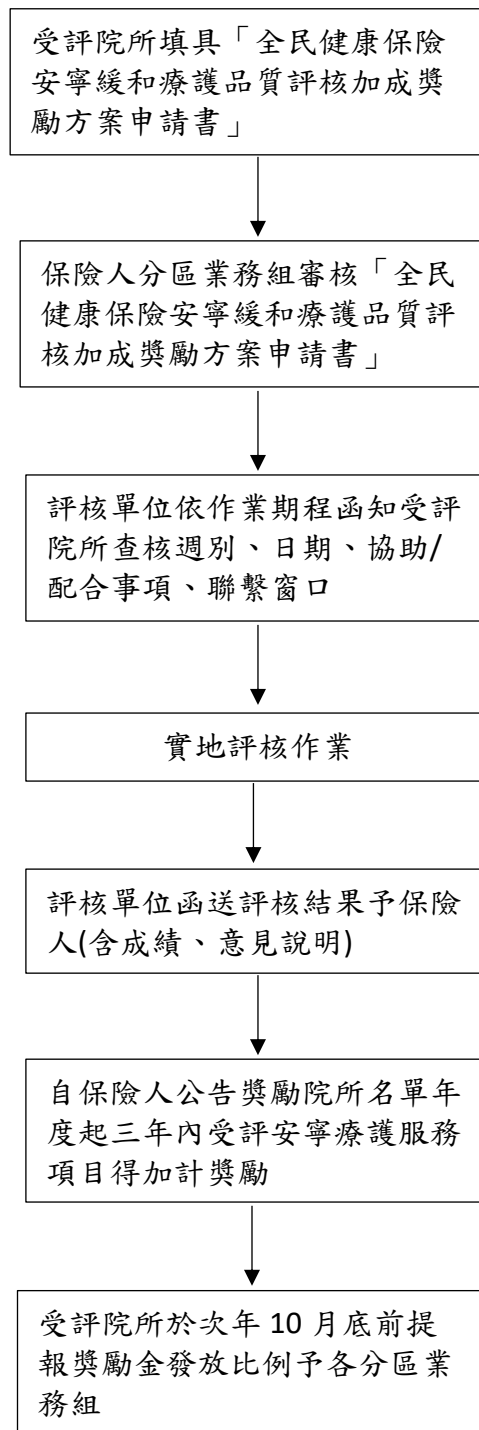 受評院所填具「全民健康保險
安寧緩和療護品質評核加成獎
勵方案申請書」
保險人分區業務組審核「全民
健康保險安寧緩和療護品質評
核加成獎勵方案申請書」
評核單位依作業期程函知受評
院所查核週別、日期、協助/
配合事項、聯繫窗口
實地評核作業
評核單位函送評核結果予保險
人(含成績、意見說明)
自保險人公告獎勵院所名單年
度起三年內受評安寧療護服務
項目得加計獎勵
受評院所於次年 10 月底前提
報獎勵金發放比例予各分區業
務組